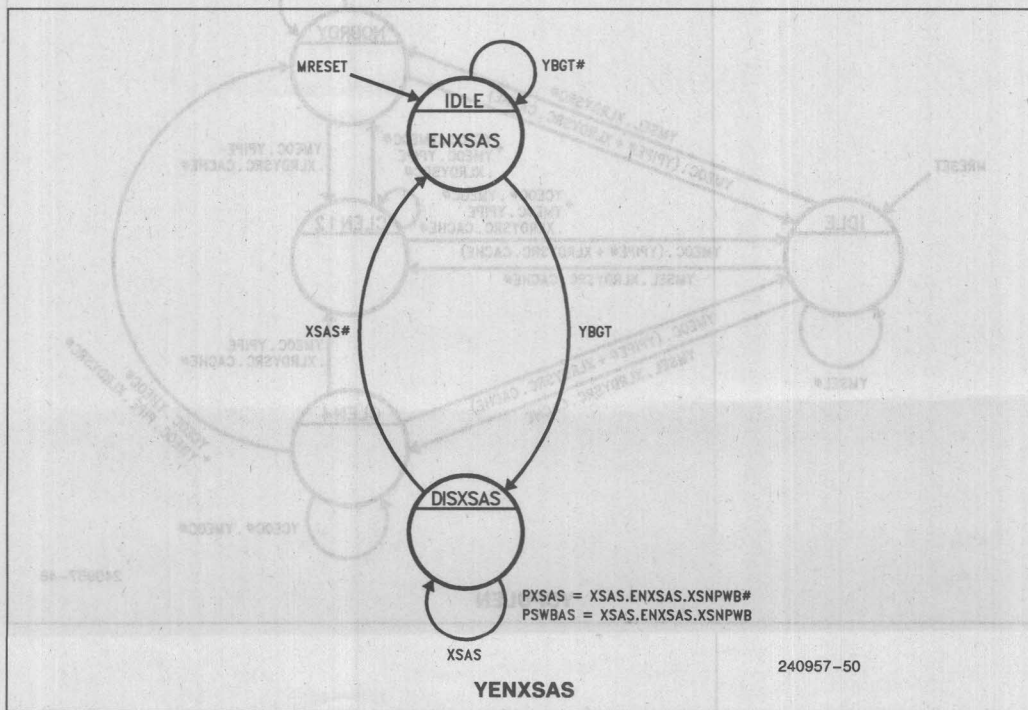 MRESET
YBGT#
IDLE
ENXSAS
XSAS#
YBGT
DISXSAS
PXSAS = XSAS.ENXSAS.XSNPWB#
PSWBAS = XSAS.ENXSAS.XSNPWB
XSAS
240957-50
YENXSAS